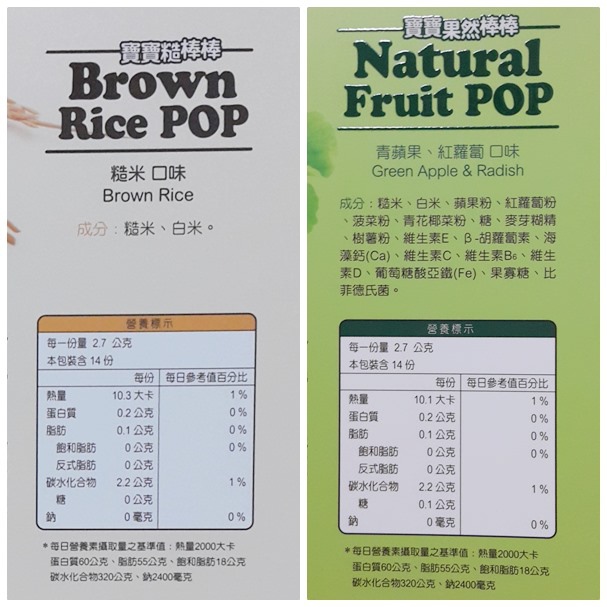 寶寶糙棒棒
Brown
Rice POP
糙米 口味
Brown Rice
成分：糙米、白米。
營養標示
每一份量 2.7 公克
本包裝含 14 份
每份 每日參考值百分比
熱量 10.3 大卡 1%
蛋白質 0.2 公克 0%
脂肪 0.1 公克 0%
飽和脂肪 0 公克 0%
反式脂肪 0 公克
碳水化合物 2.2 公克 1%
糖 0 公克
鈉 0 毫克 0%
*每日營養素攝取量之基準值：熱量2000大卡
蛋白質60公克、脂肪55公克、飽和脂肪18公克
碳水化合物320公克、鈉2400毫克
寶寶果然棒棒
Natural
Fruit POP
青蘋果、紅蘿蔔 口味
Green Apple & Radish
成分：糙米、白米、蘋果粉、紅蘿蔔粉
、菠菜粉、青花椰菜粉、糖、麥芽糊精
、樹薯粉、維生素E、β-胡蘿蔔素、海
藻鈣(Ca)、維生素C、維生素B6、維生
素D、葡萄糖酸亞鐵(Fe)、果寡糖、比
菲德氏菌。
營養標示
每一份量 2.7 公克
本包裝含 14 份
每份 每日參考值百分比
熱量 10.1 大卡 1%
蛋白質 0.2 公克 0%
脂肪 0.1 公克 0%
飽和脂肪 0 公克 0%
反式脂肪 0 公克
碳水化合物 2.2 公克 1%
糖 0.1 公克
鈉 0 毫克 0%
*每日營養素攝取量之基準值：熱量2000大卡
蛋白質60公克、脂肪55公克、飽和脂肪18公克
碳水化合物320公克、鈉2400毫克